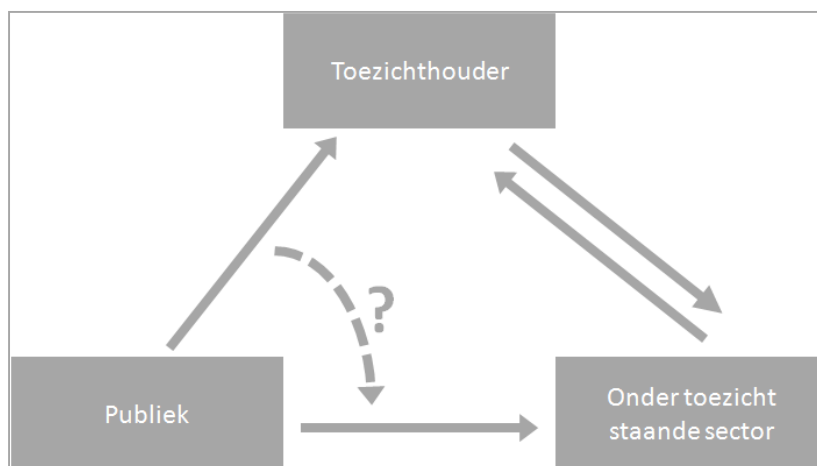 Toezichthouder
?
Publiek
Onder toezicht
staande sector